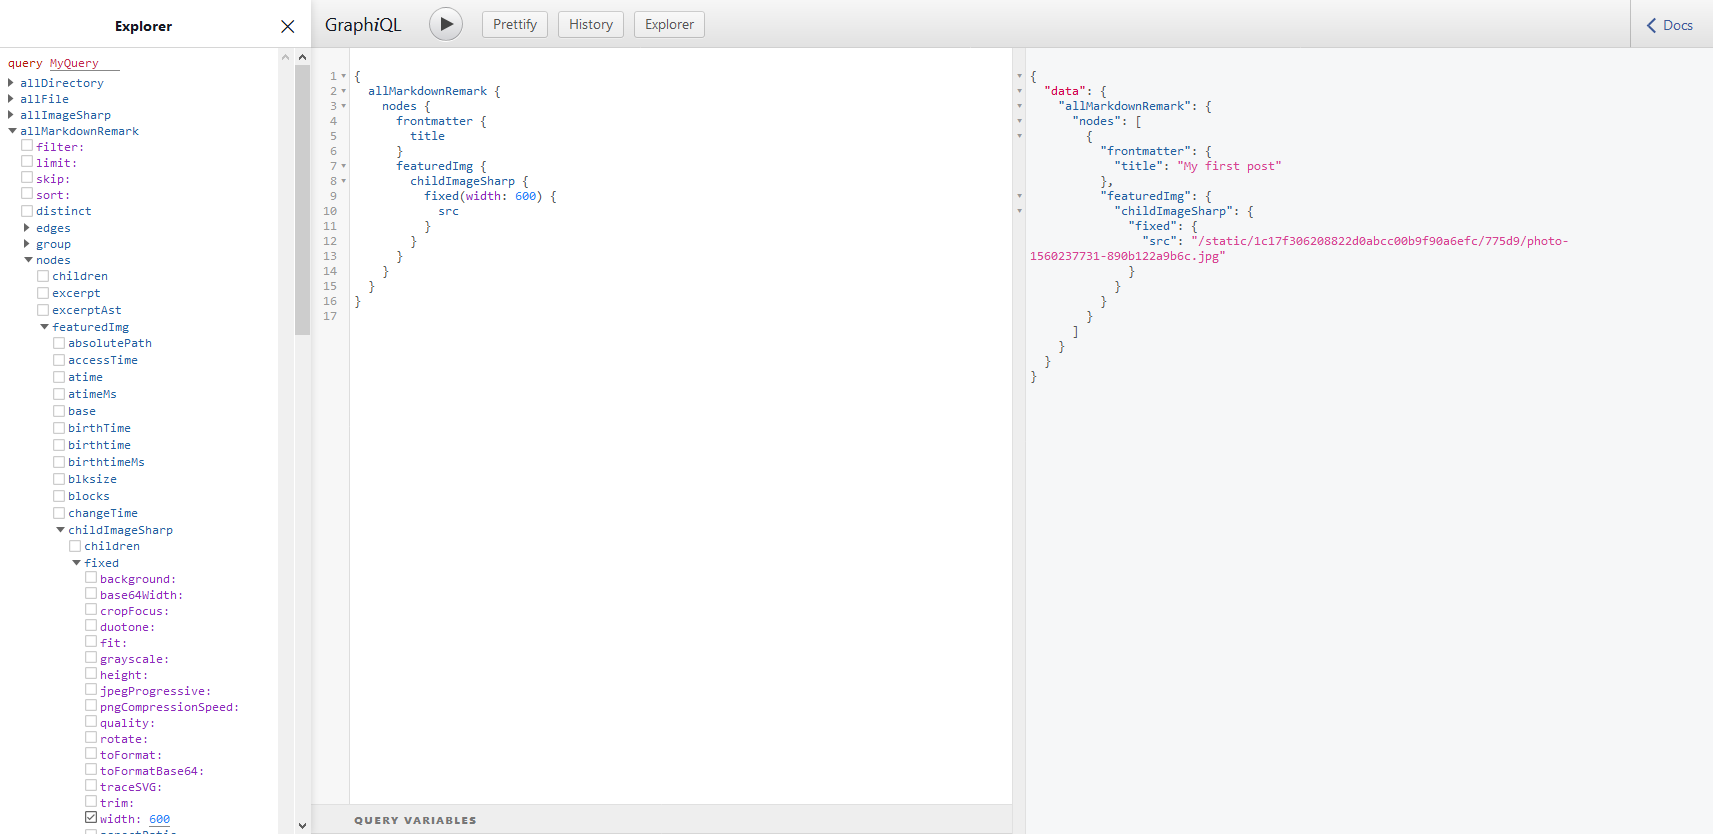 Explorer
query MyQuery
allDirectory
allFile
allImageSharp
allMarkdownRemark
filter:
limit:
skip:
sort:
distinct
edges
group
nodes
children
excerpt
excerptAst
featuredImg
absolutePath
accessTime
atime
atimeMs
base
birthTime
birthtime
birthtimeMs
blksize
blocks
changeTime
childImageSharp
children
fixed
background:
base64Width:
cropFocus:
duotone:
fit:
grayscale:
height:
jpegProgressive:
pngCompressionSpeed:
quality:
rotate:
toFormat:
toFormatBase64:
traceSVG:
trim:
width: 600
aspectRatio
GraphiQL
Prettify
History
Explorer
Docs
1 {
2 allMarkdownRemark {
3 nodes {
4 frontmatter {
5 title
6 }
7 featuredImg {
8 childImageSharp {
9 fixed(width: 600) {
10 src
11 }
12 }
13 }
14 }
15 }
16 }
17
QUERY VARIABLES
{
"data": {
"allMarkdownRemark": {
"nodes": [
{
"frontmatter": {
"title": "My first post"
},
"featuredImg": {
"childImageSharp": {
"fixed": {
"src": "/static/1c17f306208822d0abcc00b9f90a6efc/775d9/photo-
1560237731-890b122a9b6c.jpg"
}
}
}
}
]
}
}
}